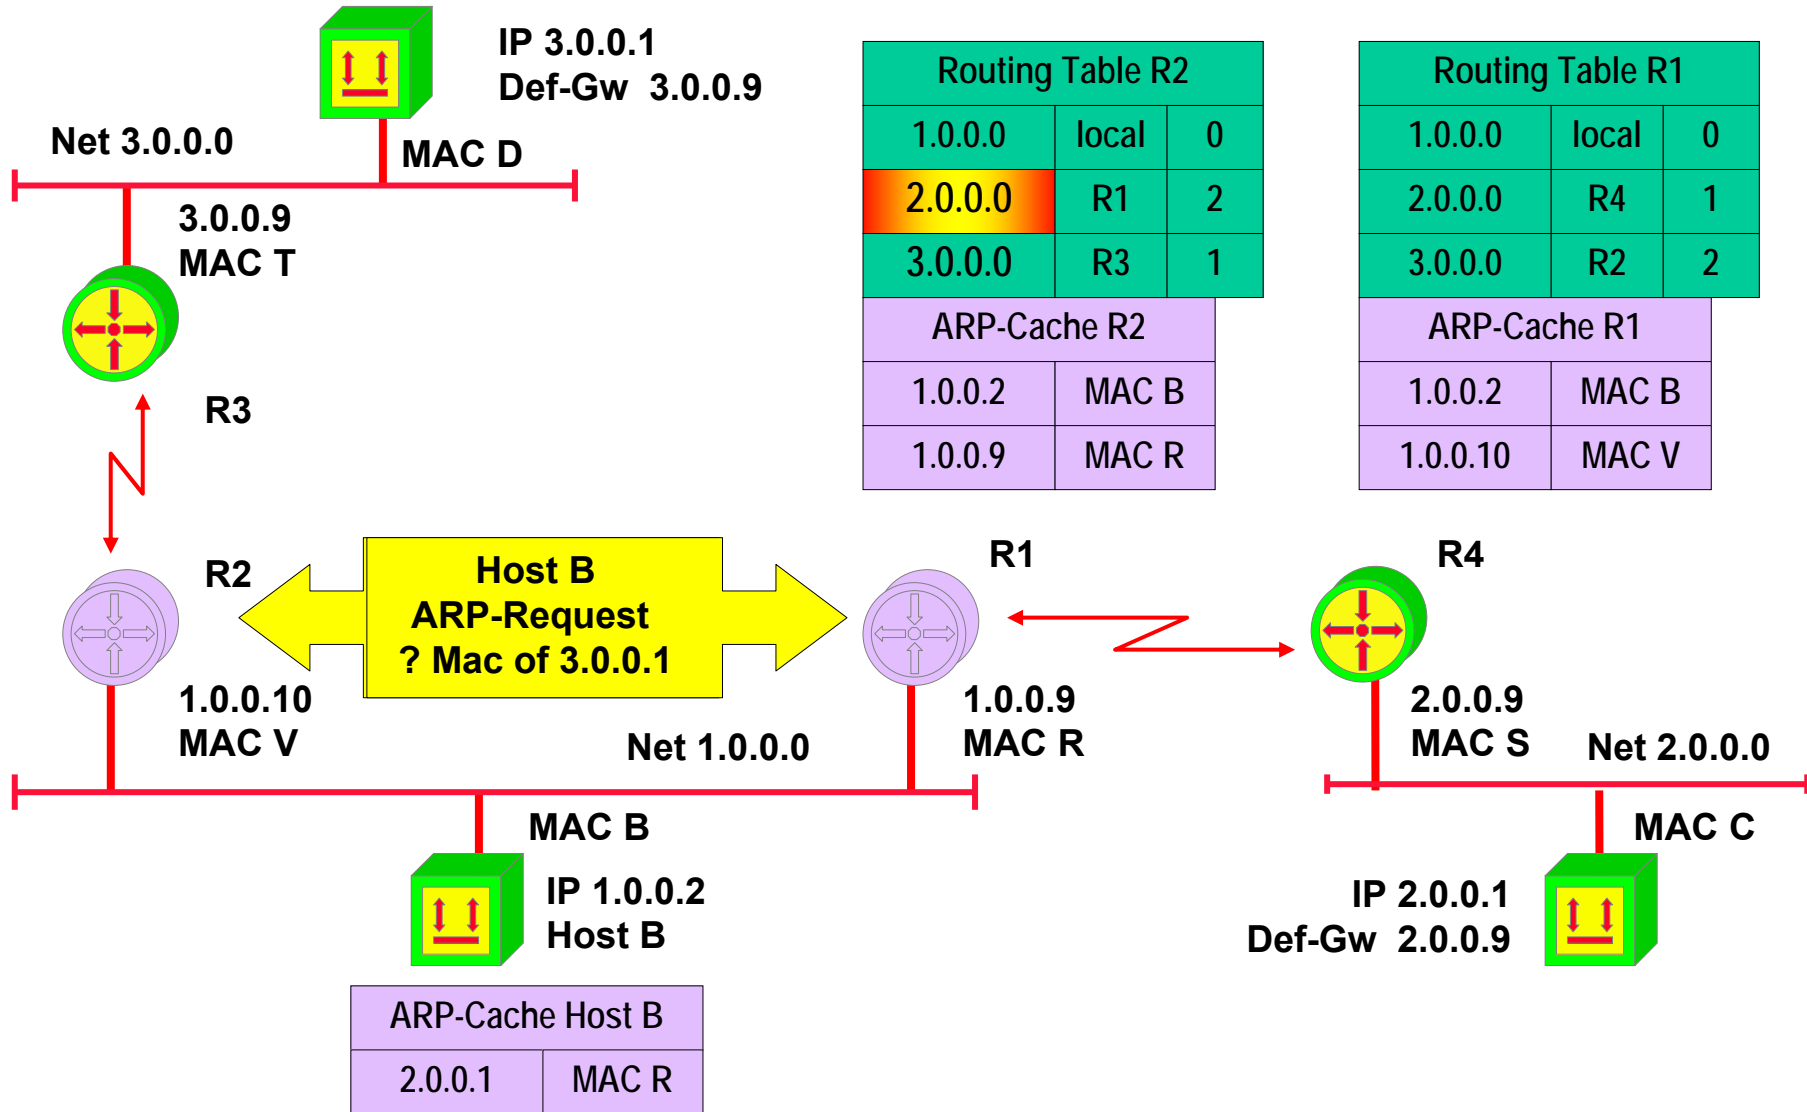 IP 3.0.0.1
Def-Gw 3.0.0.9
Net 3.0.0.0
MAC D
3.0.0.9
MAC T
R3
Routing Table R2
1.0.0.0 local 0
2.0.0.0 R1 2
3.0.0.0 R3 1
ARP-Cache R2
1.0.0.2 MAC B
1.0.0.9 MAC R
Routing Table R1
1.0.0.0 local 0
2.0.0.0 R4 1
3.0.0.0 R2 2
ARP-Cache R1
1.0.0.2 MAC B
1.0.0.10 MAC V
R2
Host B
ARP-Request
? Mac of 3.0.0.1
R1
R4
1.0.0.10
MAC V
Net 1.0.0.0
1.0.0.9
MAC R
2.0.0.9
MAC S
Net 2.0.0.0
MAC B
IP 1.0.0.2
Host B
MAC C
IP 2.0.0.1
Def-Gw 2.0.0.9
ARP-Cache Host B
2.0.0.1 MAC R